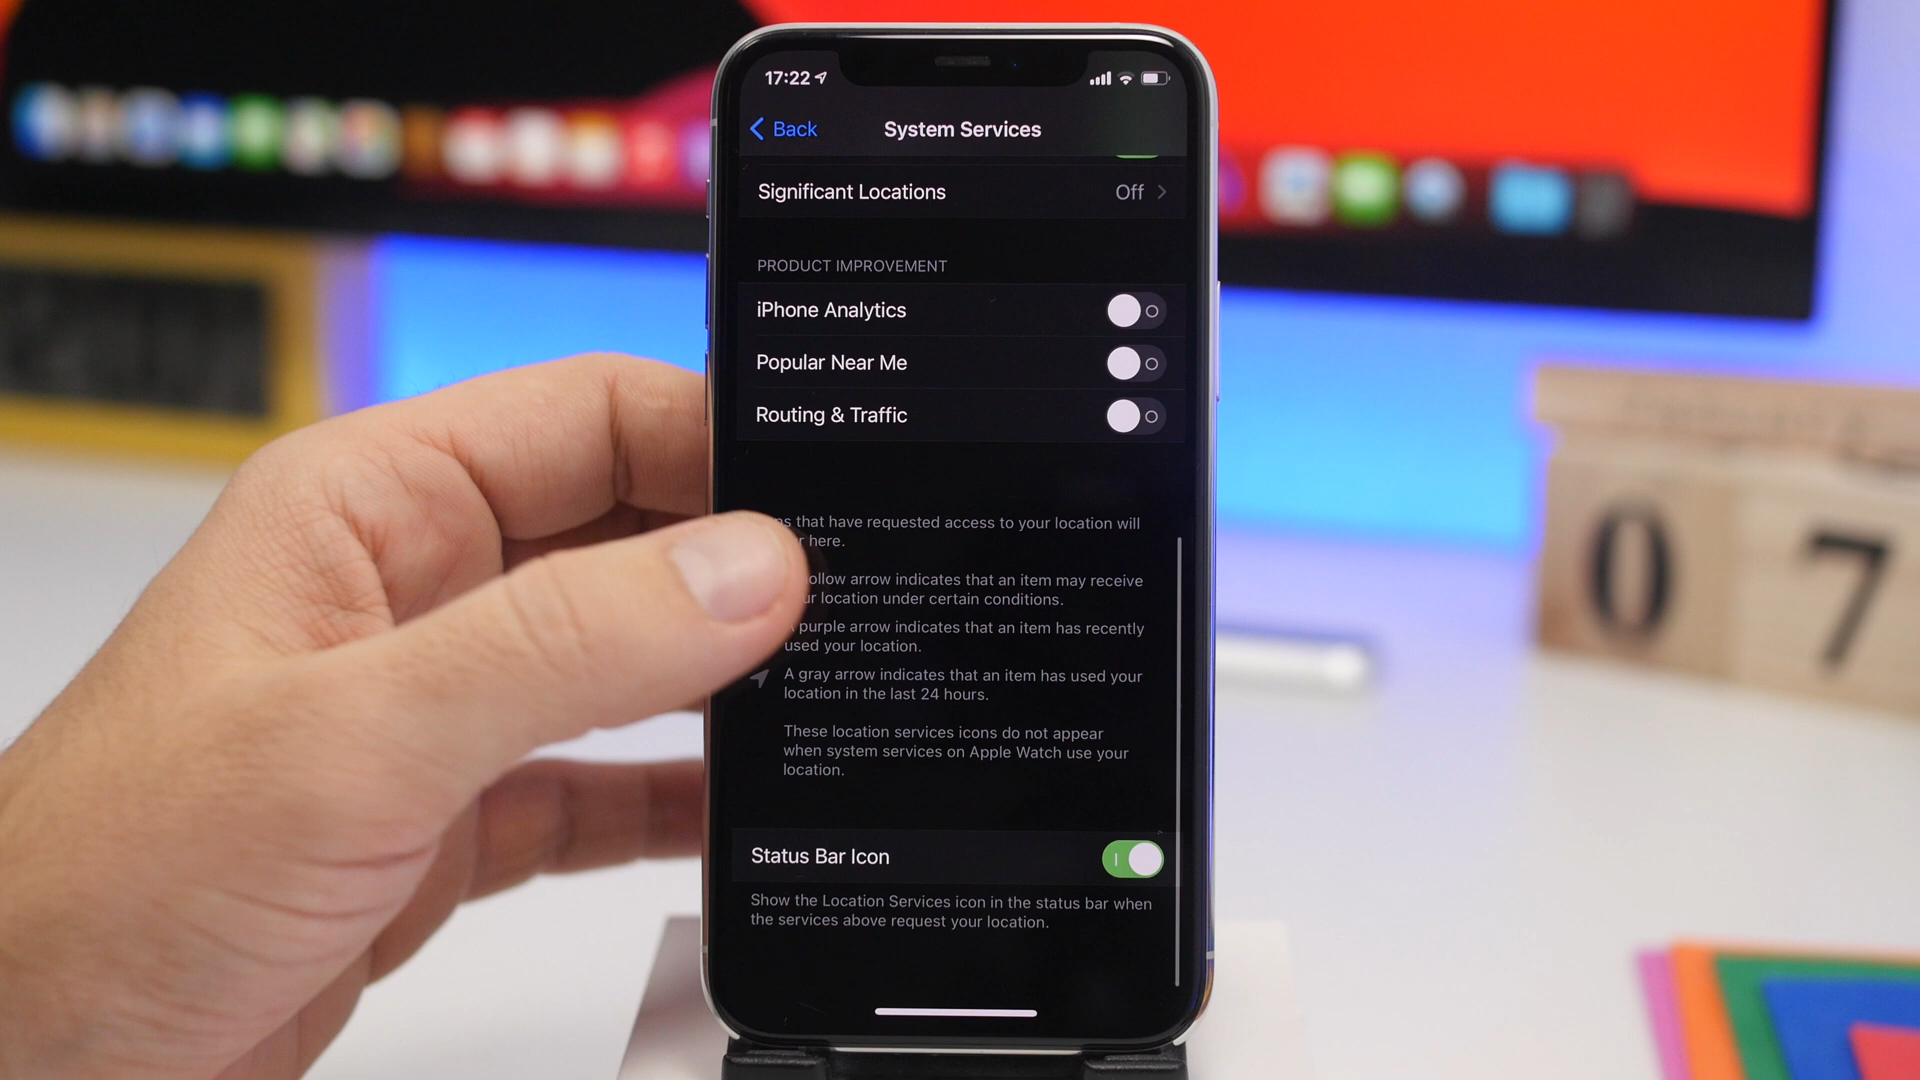 17:22
Back
System Services
Significant Locations
Off
PRODUCT IMPROVEMENT
iPhone Analytics
Popular Near Me
Routing & Traffic
that have requested access to your location will
here.
arrow indicates that an item may receive
location under certain conditions.
purple arrow indicates that an item has recently
used your location.
A gray arrow indicates that an item has used your
location in the last 24 hours.
These location services icons do not appear
when system services on Apple Watch use your
location.
Status Bar Icon
Show the Location Services icon in the status bar when
the services above request your location.
0 7